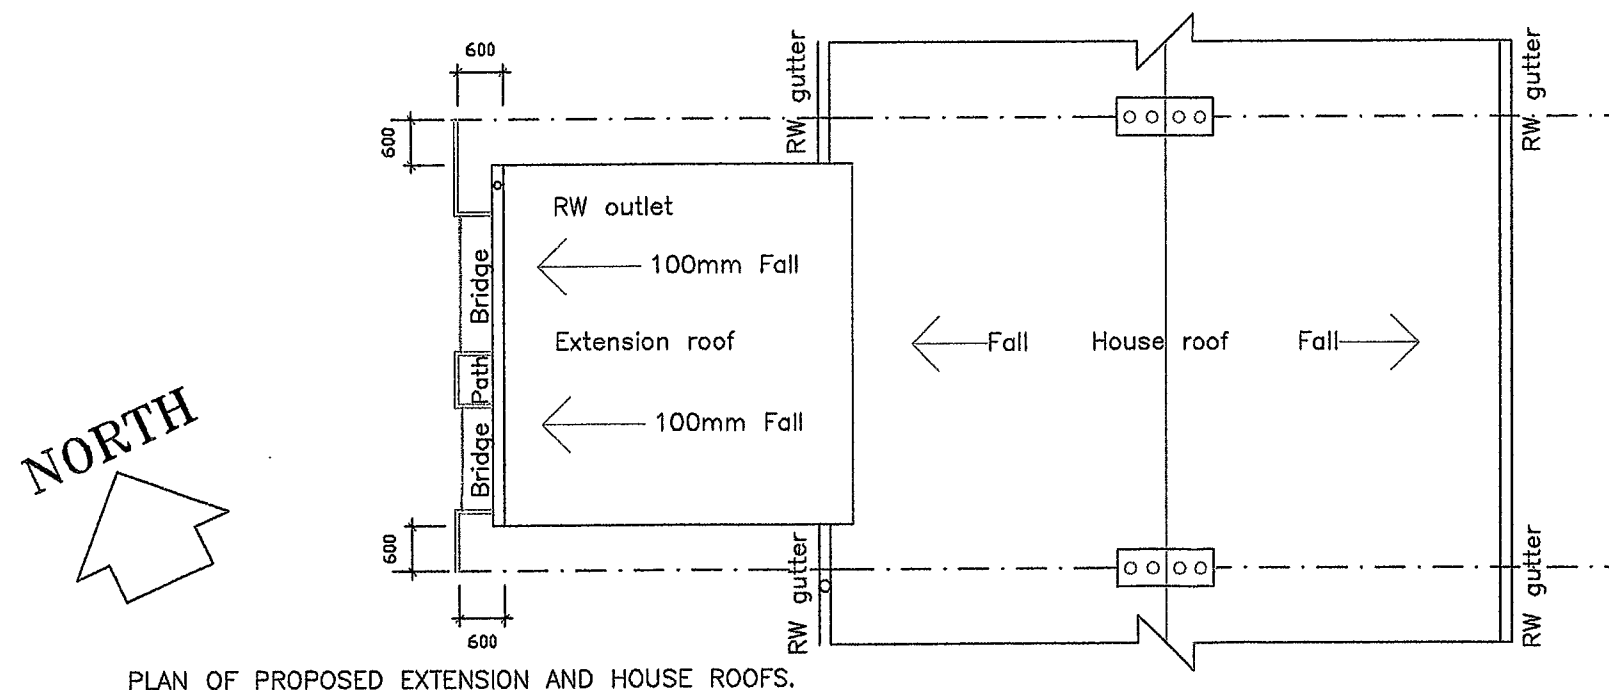 600
600
RW gutter
RW gutter
RW outlet
100mm Fall
Bridge
Extension roof
Fall
House roof
Fall
Path
100mm Fall
NORTH
Bridge
600
RW gutter
RW gutter
600
PLAN OF PROPOSED EXTENSION AND HOUSE ROOFS.